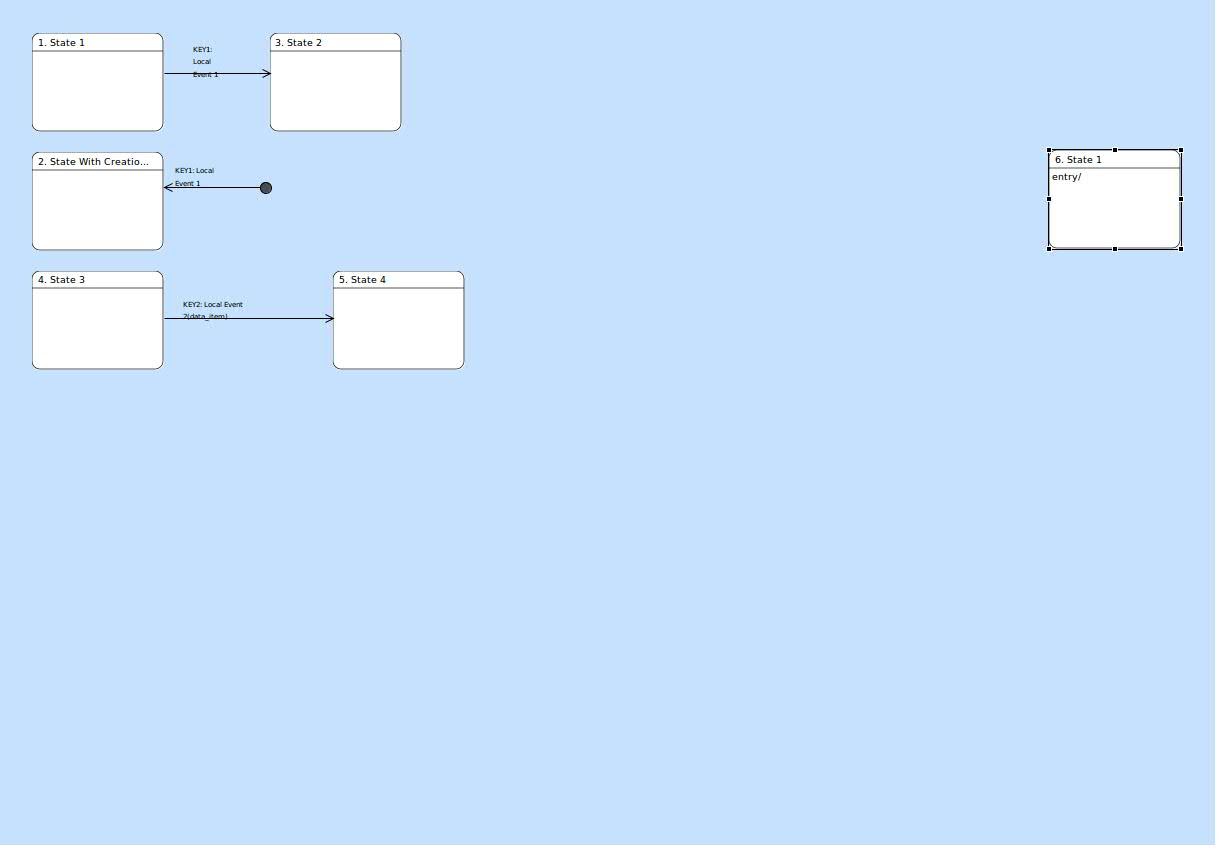 1. State 1
KEY1:
Local
Event 1
3. State 2
2. State With Creatio...
KEY1: Local
Event 1
6. State 1
entry/
4. State 3
KEY2: Local Event
2(data_item)
5. State 4